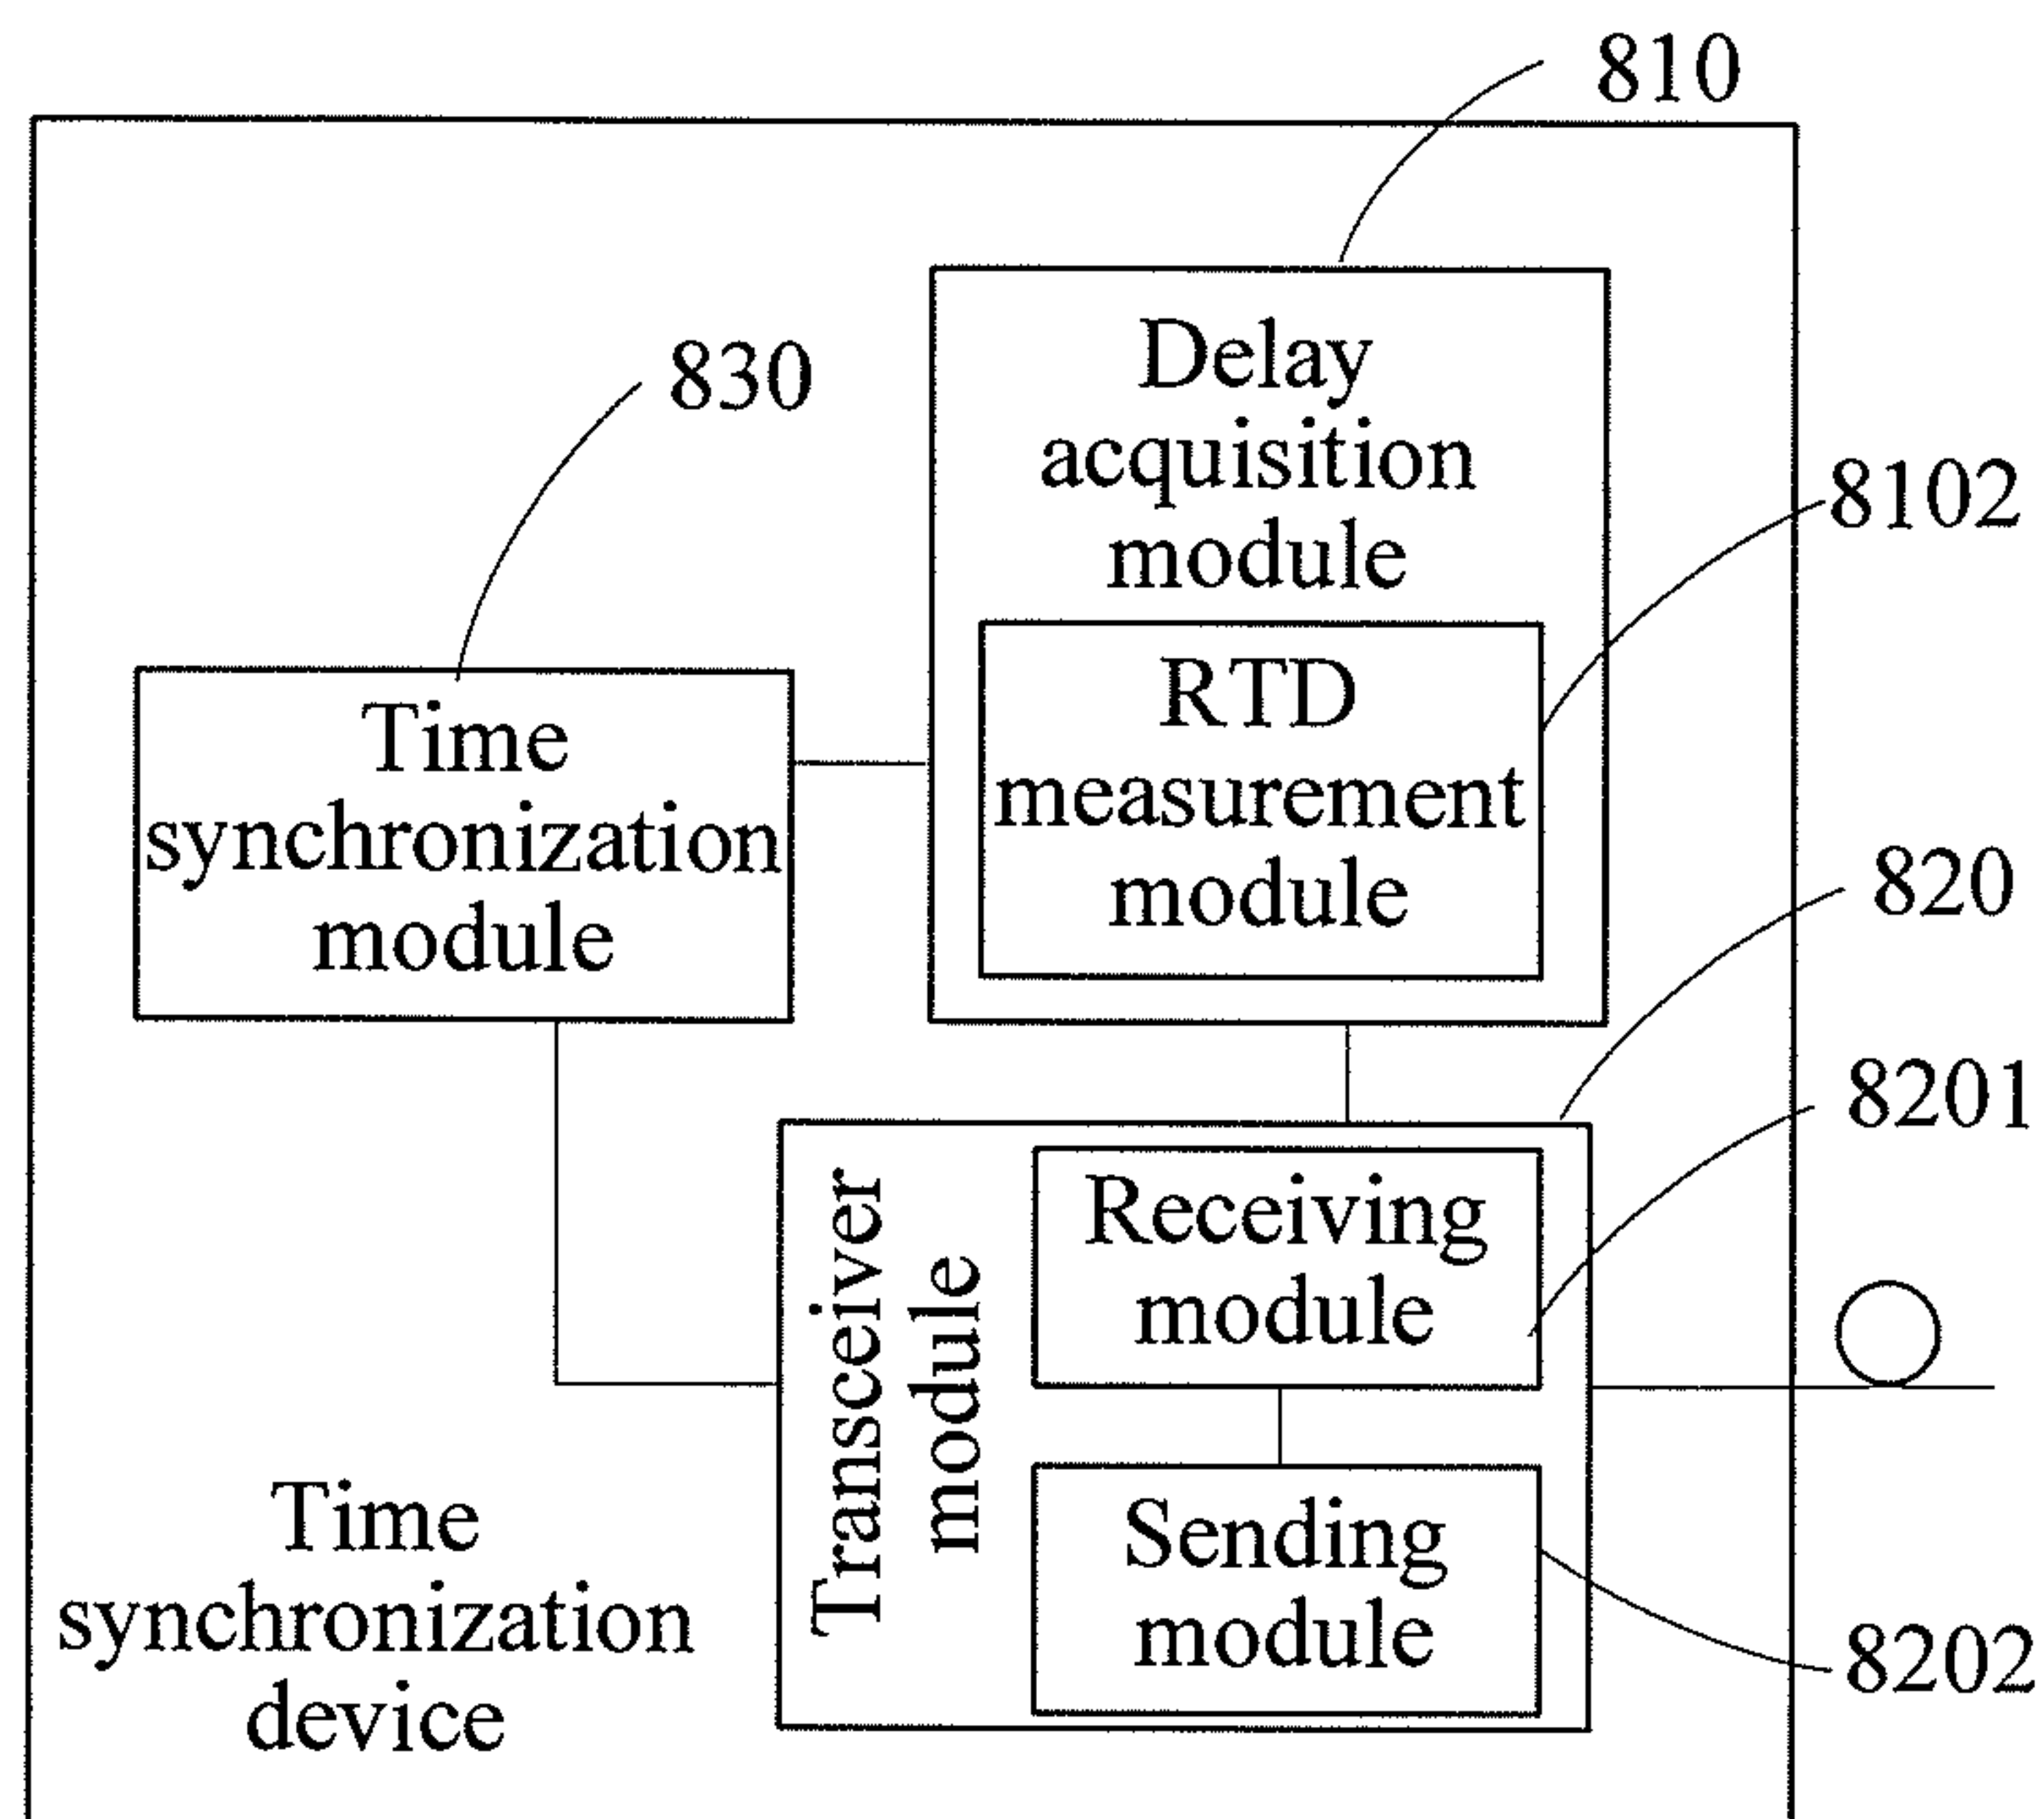 810
Delay
acquisition
module
830
8102
RTD
measurement
module
Time
synchronization
module
820
8201
Transceiver
module
Receiving
module
Sending
module
8202
Time
synchronization
device